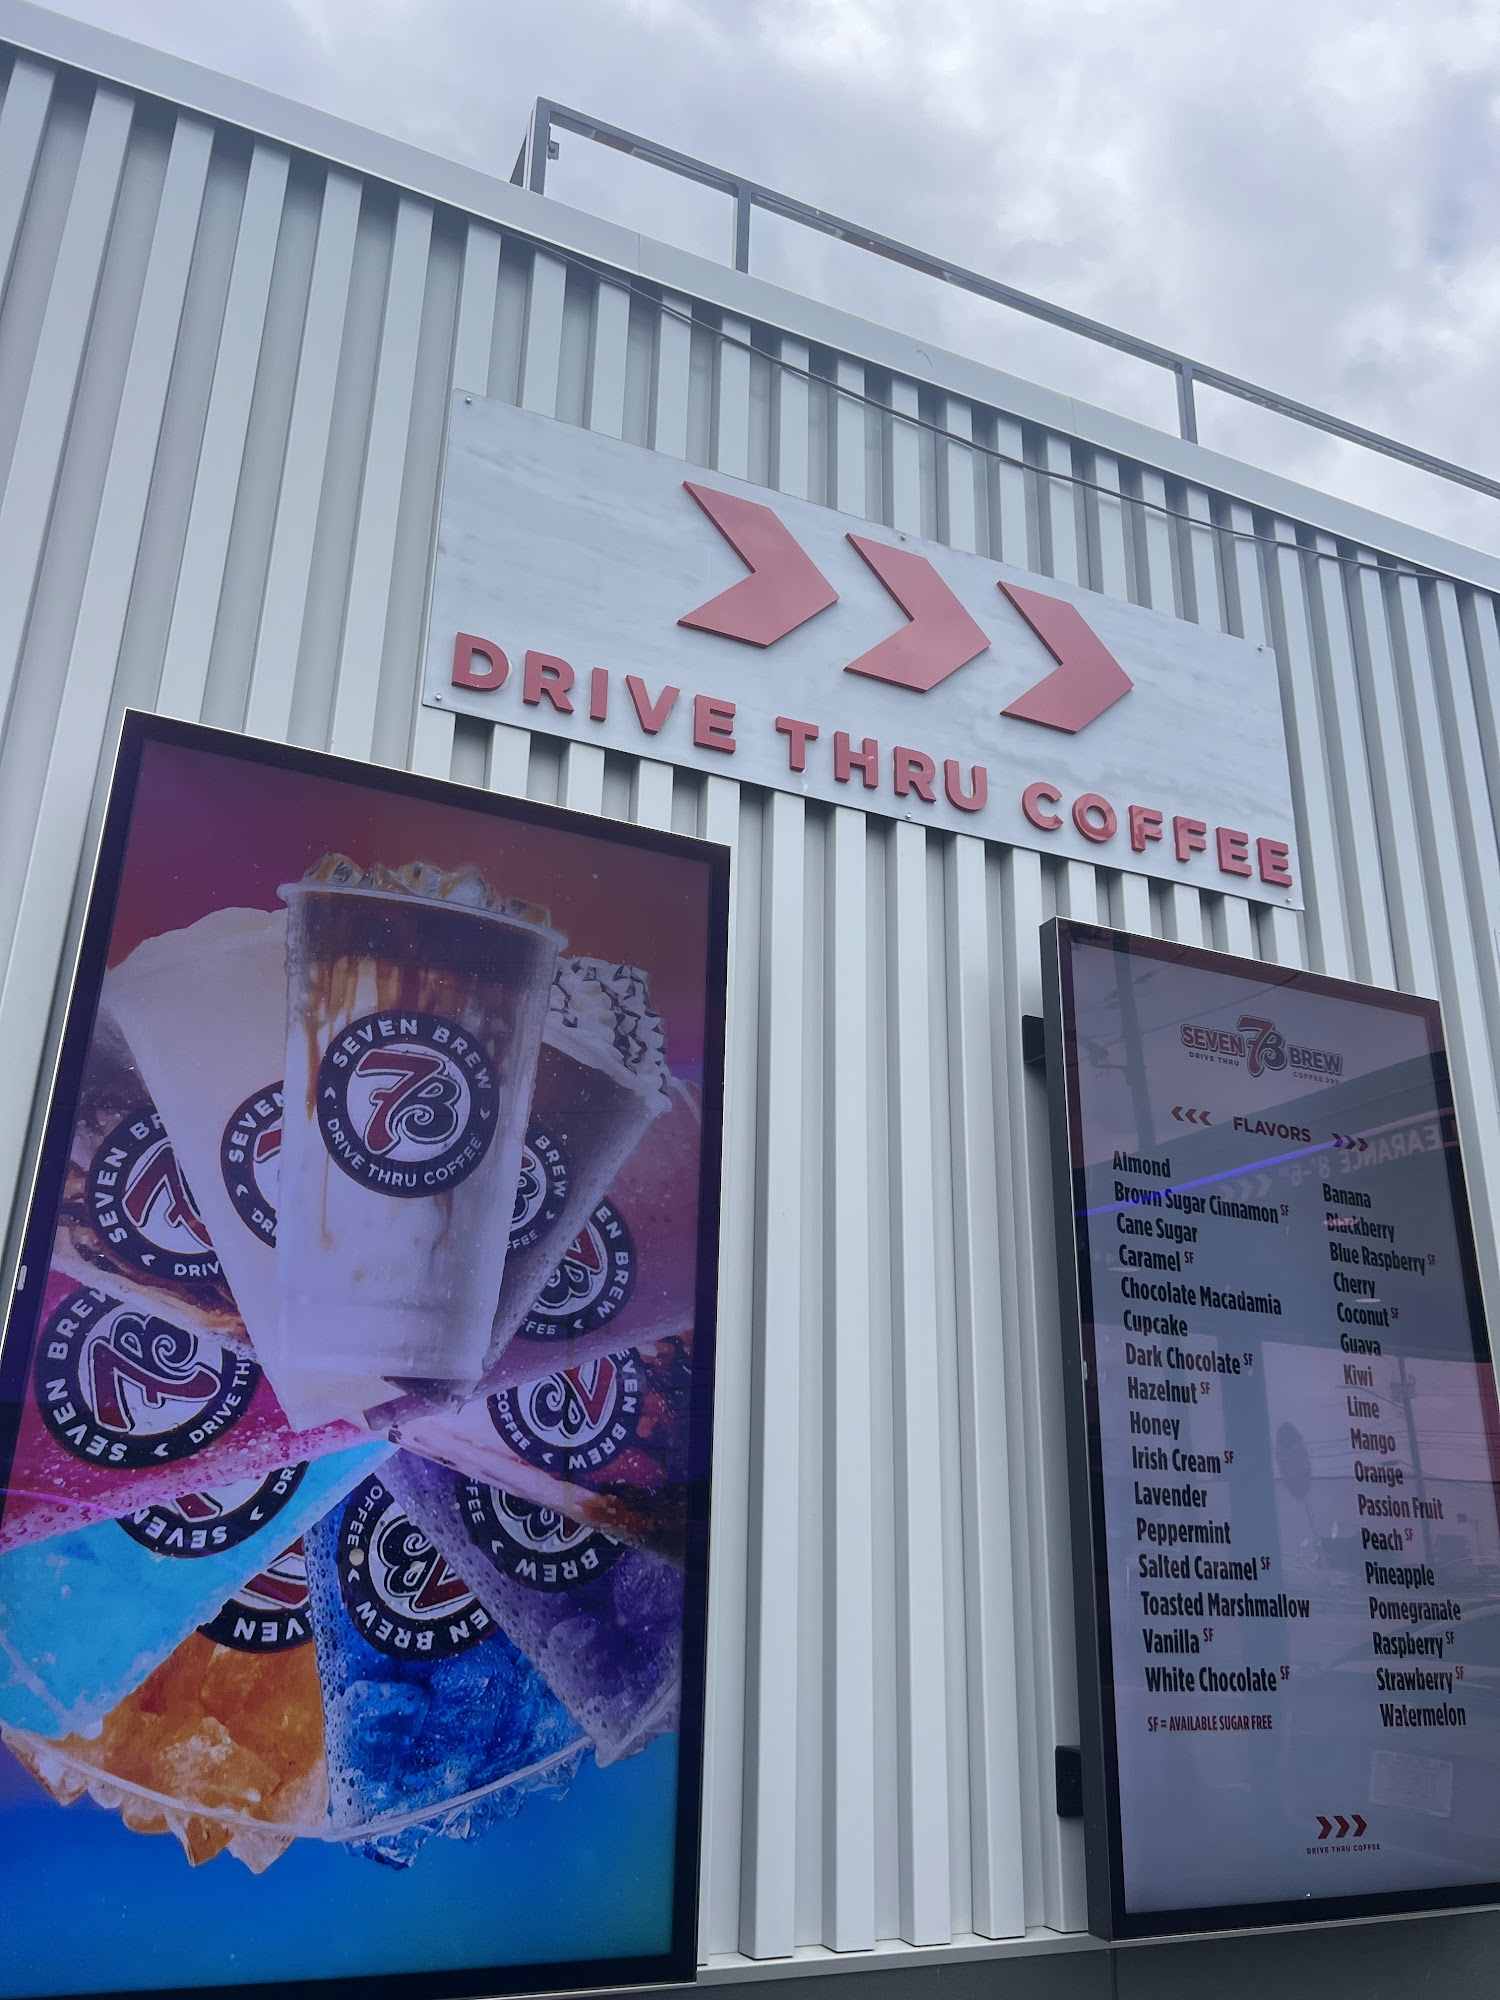 DRIVE THRU COFFEE
SEVEN BREW
7B
DRIVE THRU COFFEE
SEVEN 7B BREW
DRIVE THRU
COFFEE
FLAVORS
Almond
Brown Sugar Cinnamon SF
Cane Sugar
Caramel SF
Chocolate Macadamia
Cupcake
Dark Chocolate SF
Hazelnut SF
Honey
Irish Cream SF
Lavender
Peppermint
Salted Caramel SF
Toasted Marshmallow
Vanilla SF
White Chocolate SF
SF = AVAILABLE SUGAR FREE
Banana
Blackberry
Blue Raspberry SF
Cherry
Coconut SF
Guava
Kiwi
Lime
Mango
Orange
Passion Fruit
Peach SF
Pineapple
Pomegranate
Raspberry SF
Strawberry SF
Watermelon
DRIVE THRU COFFEE